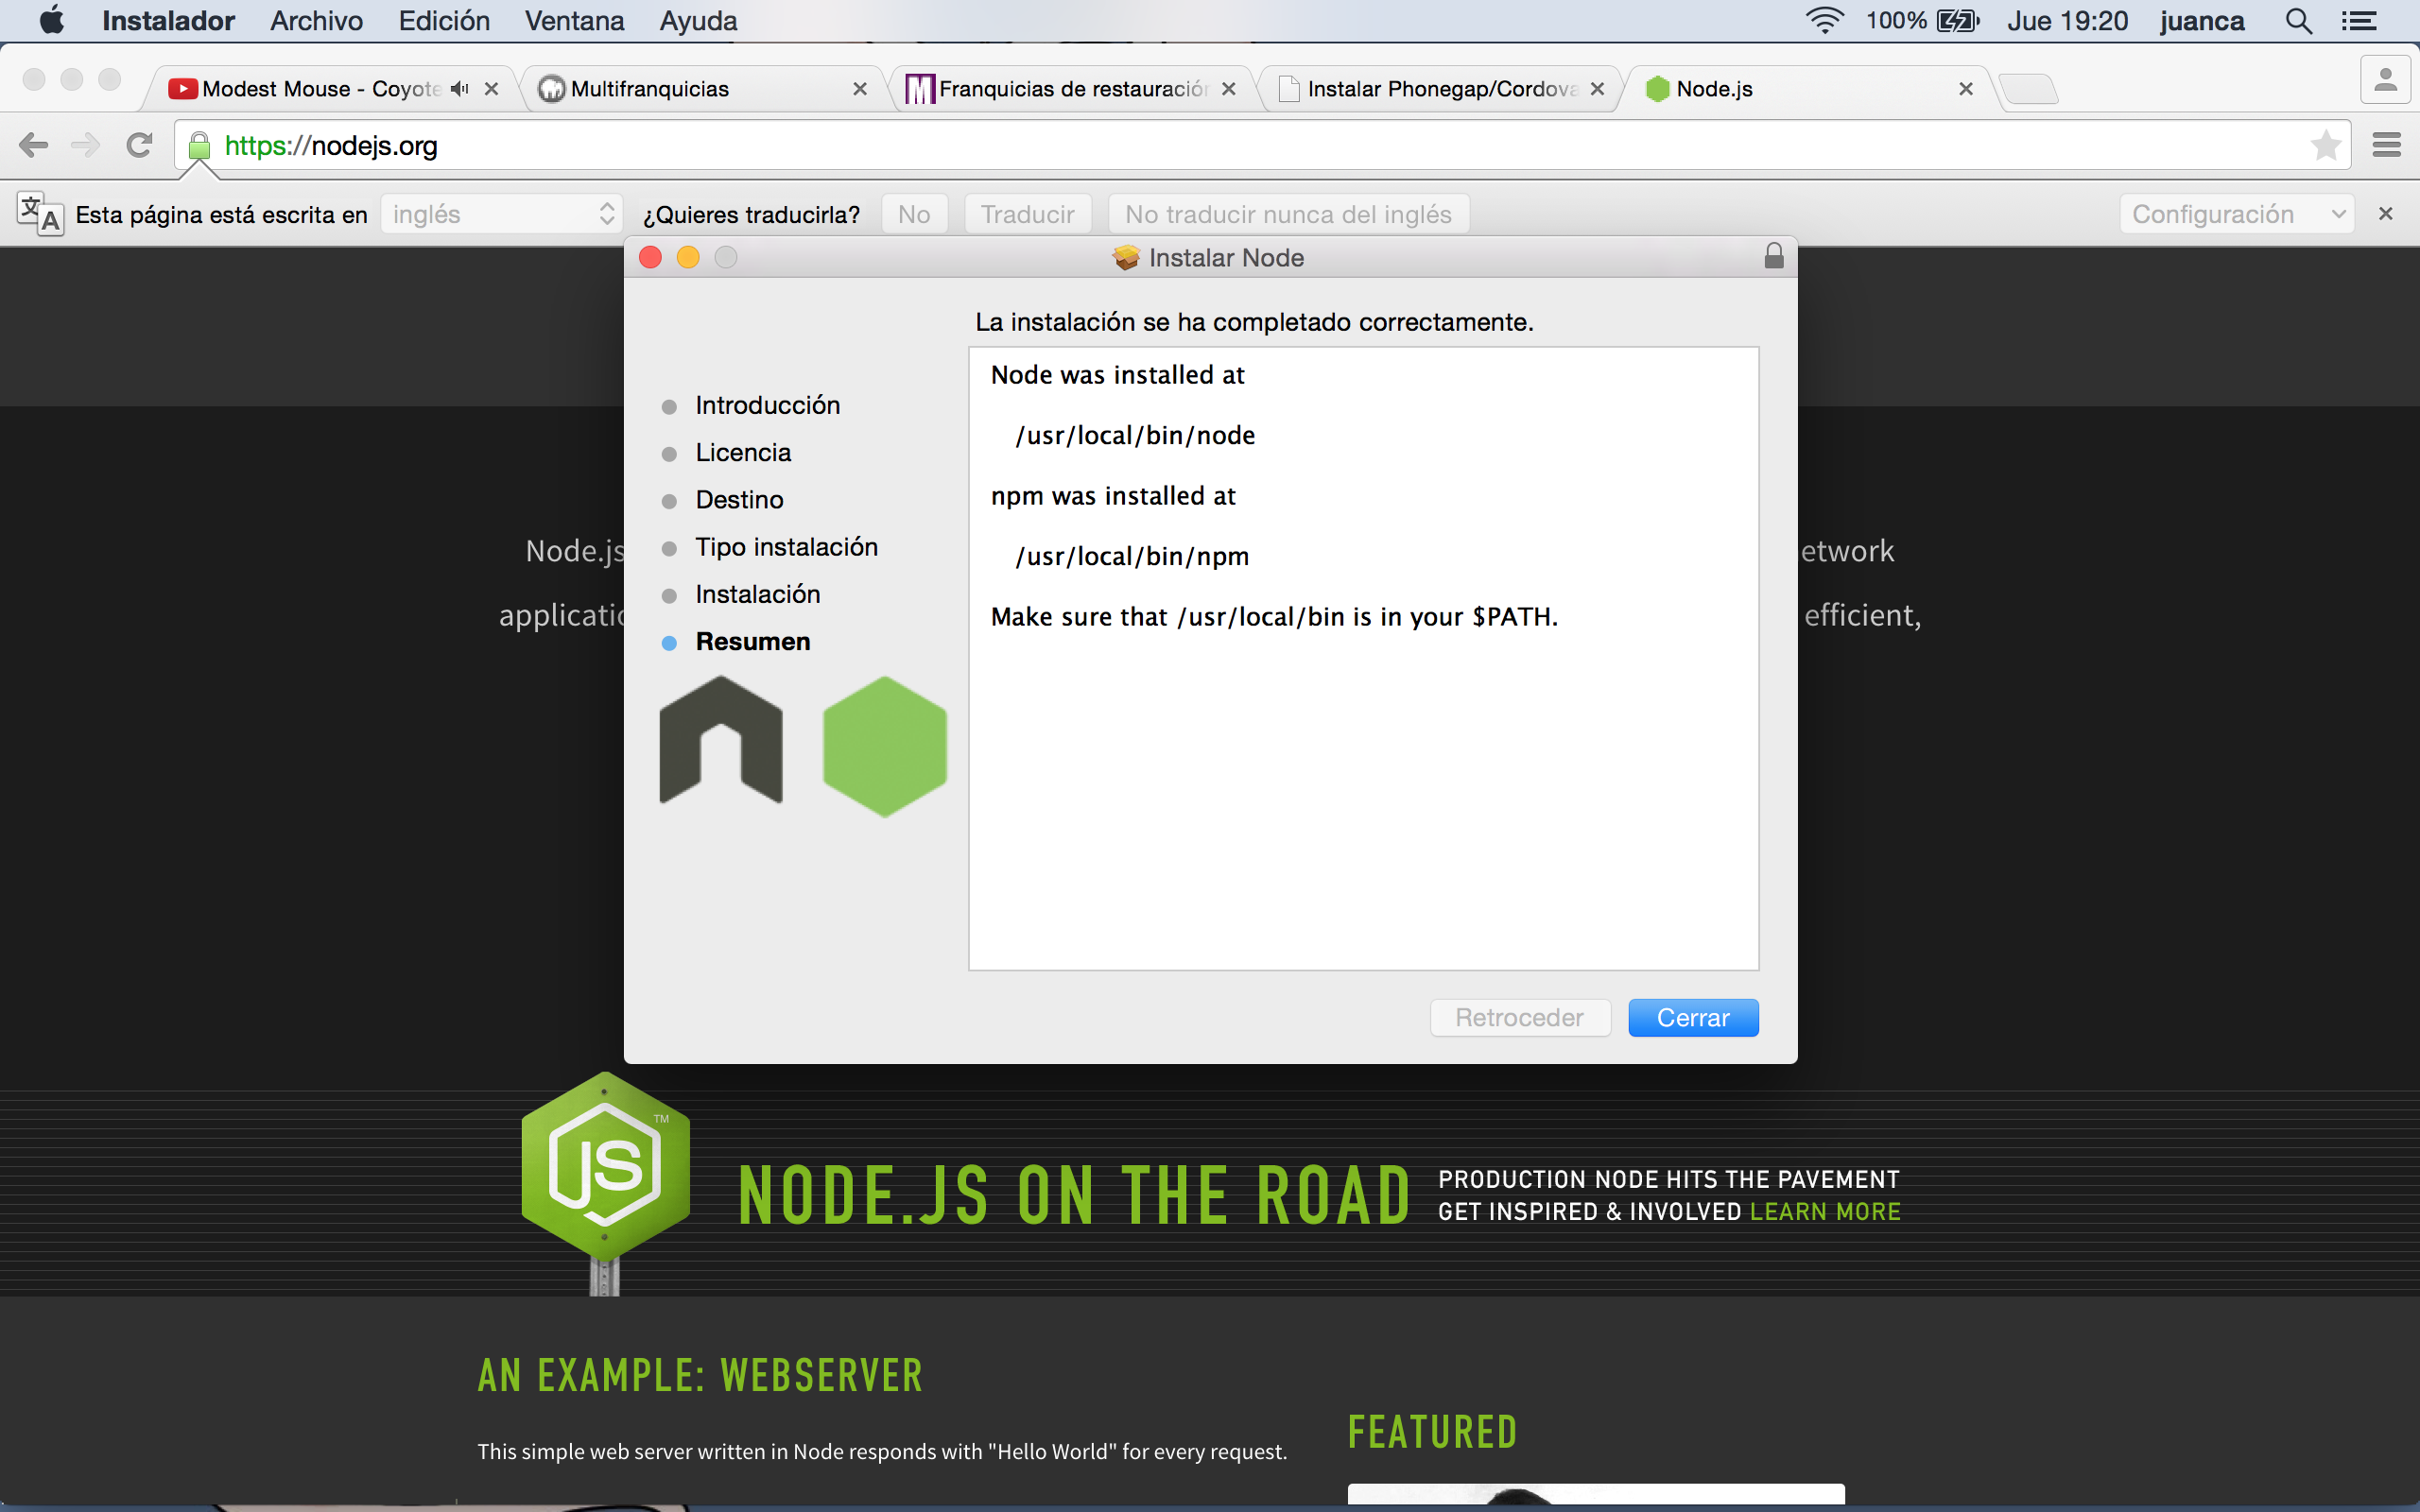 Instalador Archivo Edición Ventana Ayuda 100% Jue 19:20 juanca
Modest Mouse - Coyote Multifranquicias Franquicias de restauración Instalar Phonegap/Cordova Node.js
https://nodejs.org
Esta página está escrita en inglés ¿Quieres traducirla? No Traducir No traducir nunca del inglés Configuración
Instalar Node
La instalación se ha completado correctamente.
Introducción
Licencia
Destino
Tipo instalación
Instalación
Resumen
Node was installed at
/usr/local/bin/node
npm was installed at
/usr/local/bin/npm
Make sure that /usr/local/bin is in your $PATH.
Retroceder Cerrar
Node.js etwork
applicatio efficient,
JS TM
NODE.JS ON THE ROAD
PRODUCTION NODE HITS THE PAVEMENT
GET INSPIRED & INVOLVED LEARN MORE
AN EXAMPLE: WEBSERVER
This simple web server written in Node responds with "Hello World" for every request.
FEATURED